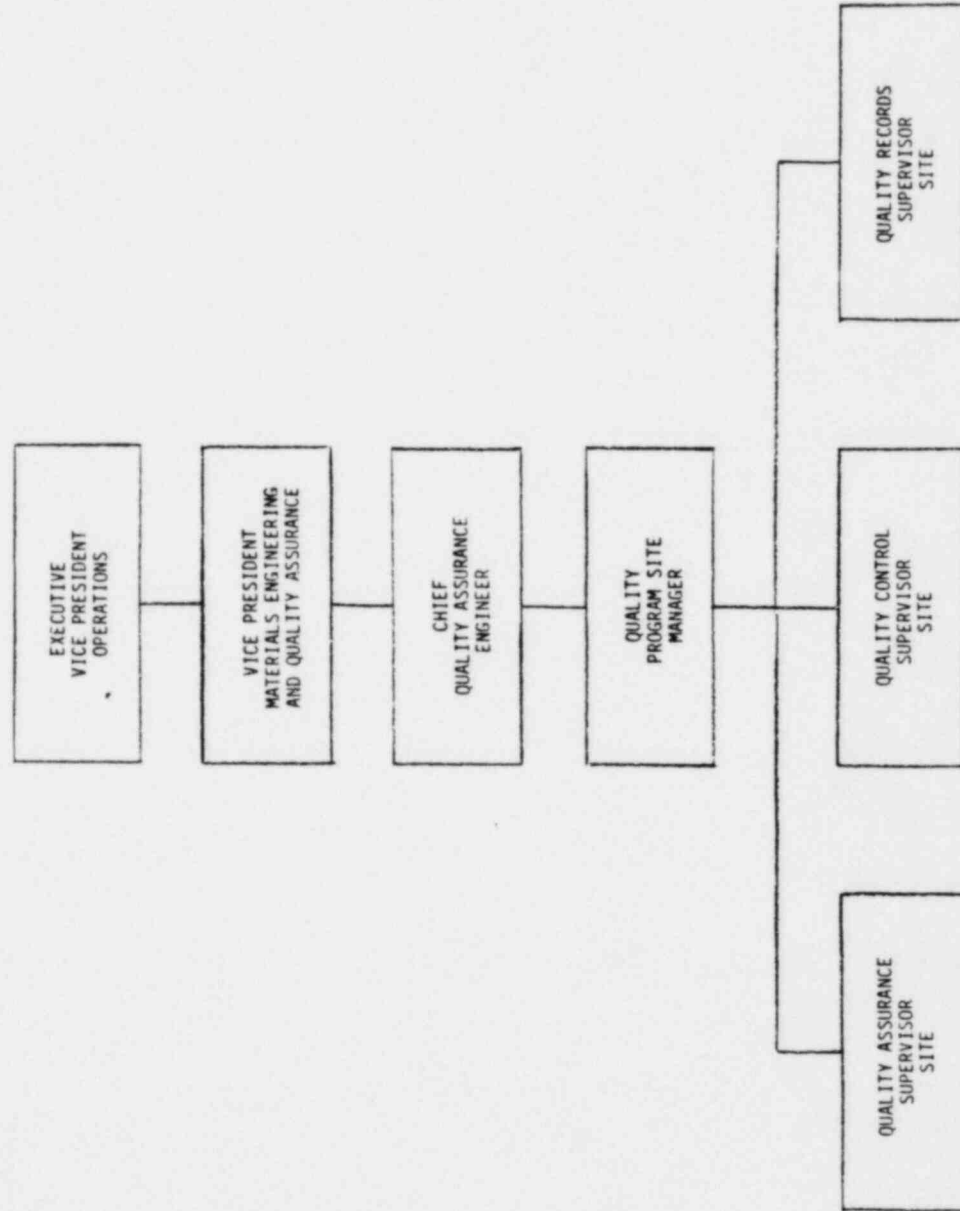 EXECUTIVE
VICE PRESIDENT
OPERATIONS
VICE PRESIDENT
MATERIALS ENGINEERING
AND QUALITY ASSURANCE
CHIEF
QUALITY ASSURANCE
ENGINEER
QUALITY
PROGRAM SITE
MANAGER
QUALITY ASSURANCE
SUPERVISOR
SITE
QUALITY CONTROL
SUPERVISOR
SITE
QUALITY RECORDS
SUPERVISOR
SITE